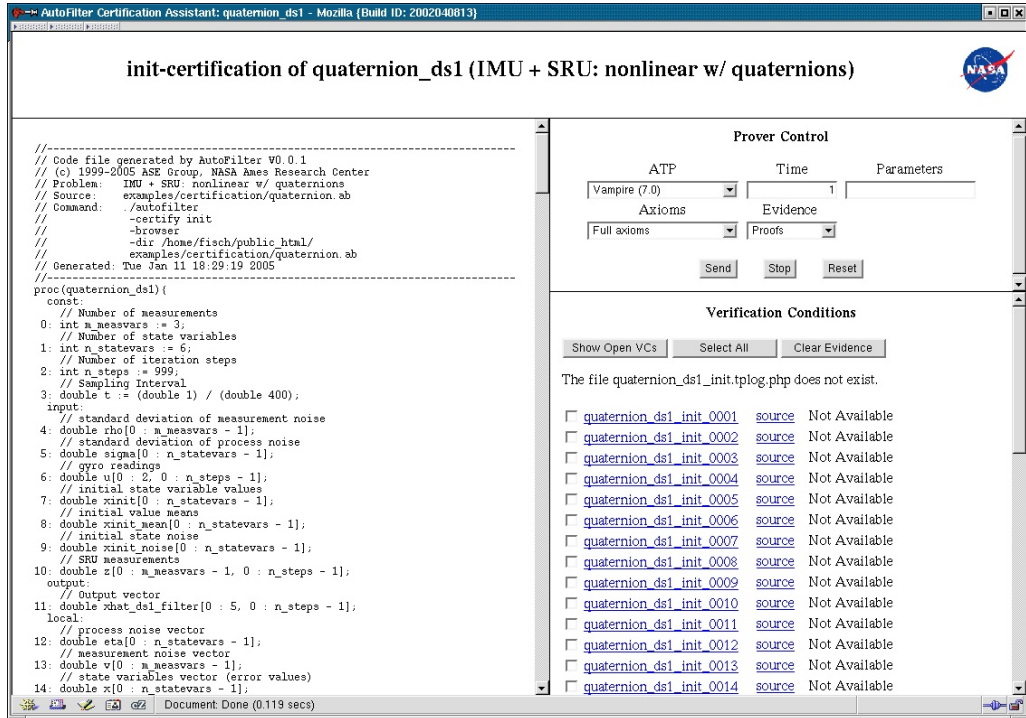 AutoFilter Certification Assistant: quaternion_ds1 - Mozilla {Build ID: 2002040813}
init-certification of quaternion_ds1 (IMU + SRU: nonlinear w/ quaternions)
NASA
//----------------------------------------------------------------------
// Code file generated by AutoFilter V0.0.1
// (c) 1999-2005 ASE Group, NASA Ames Research Center
// Problem: IMU + SRU: nonlinear w/ quaternions
// Source: examples/certification/quaternion.ab
// Command: ./autofilter
// -certify init
// -browser
// -dir /home/fisch/public_html/
// examples/certification/quaternion.ab
// Generated: Tue Jan 11 18:29:19 2005
//----------------------------------------------------------------------
proc(quaternion_ds1){
const:
// Number of measurements
0: int m_measvars := 3;
// Number of state variables
1: int n_statevars := 6;
// Number of iteration steps
2: int n_steps := 999;
// Sampling Interval
3: double t := (double 1) / (double 400);
input:
// standard deviation of measurement noise
4: double rho[0 : m_measvars - 1];
// standard deviation of process noise
5: double sigma[0 : n_statevars - 1];
// gyro readings
6: double u[0 : 2, 0 : n_steps - 1];
// initial state variable values
7: double xinit[0 : n_statevars - 1];
// initial value means
8: double xinit_mean[0 : n_statevars - 1];
// initial state noise
9: double xinit_noise[0 : n_statevars - 1];
// SRU measurements
10: double z[0 : m_measvars - 1, 0 : n_steps - 1];
output:
// Output vector
11: double xhat_ds1_filter[0 : 5, 0 : n_steps - 1];
local:
// process noise vector
12: double eta[0 : n_statevars - 1];
// measurement noise vector
13: double v[0 : m_measvars - 1];
// state variables vector (error values)
14: double x[0 : n_statevars - 1];
Prover Control
ATP Time Parameters
Vampire (7.0) 1
Axioms Evidence
Full axioms Proofs
Send Stop Reset
Verification Conditions
Show Open VCs Select All Clear Evidence
The file quaternion_ds1_init.tplog.php does not exist.
quaternion_ds1_init_0001 source Not Available
quaternion_ds1_init_0002 source Not Available
quaternion_ds1_init_0003 source Not Available
quaternion_ds1_init_0004 source Not Available
quaternion_ds1_init_0005 source Not Available
quaternion_ds1_init_0006 source Not Available
quaternion_ds1_init_0007 source Not Available
quaternion_ds1_init_0008 source Not Available
quaternion_ds1_init_0009 source Not Available
quaternion_ds1_init_0010 source Not Available
quaternion_ds1_init_0011 source Not Available
quaternion_ds1_init_0012 source Not Available
quaternion_ds1_init_0013 source Not Available
quaternion_ds1_init_0014 source Not Available
Document: Done (0.119 secs)